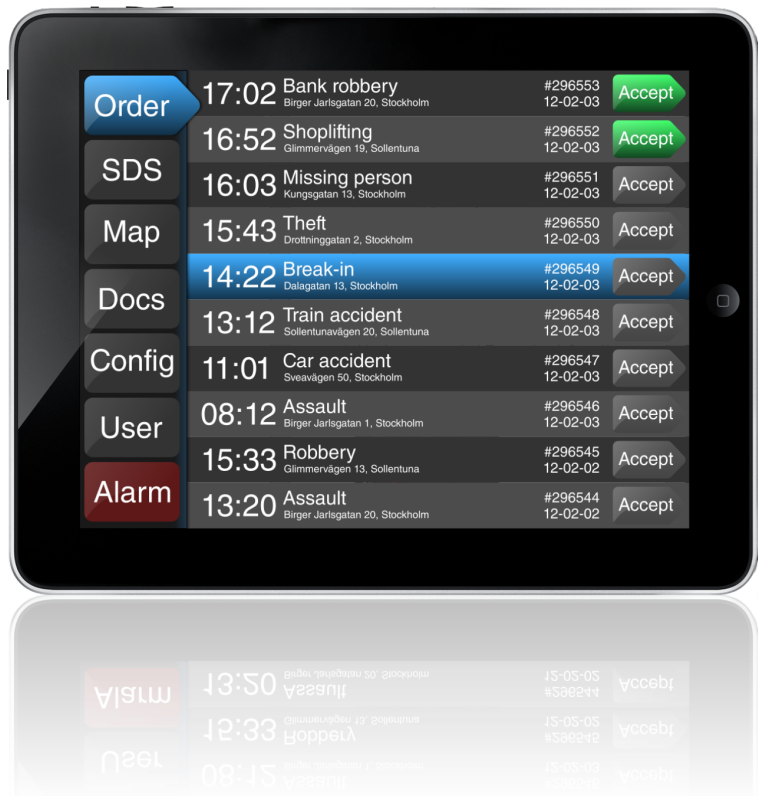 Order
SDS
Map
Docs
Config
User
Alarm
17:02 Bank robbery #296553 Accept
Birger Jarlsgatan 20, Stockholm 12-02-03
16:52 Shoplifting #296552 Accept
Glimmervägen 19, Sollentuna 12-02-03
16:03 Missing person #296551 Accept
Kungsgatan 13, Stockholm 12-02-03
15:43 Theft #296550 Accept
Drottninggatan 2, Stockholm 12-02-03
14:22 Break-in #296549 Accept
Dalagatan 13, Stockholm 12-02-03
13:12 Train accident #296548 Accept
Sollentunavägen 20, Sollentuna 12-02-03
11:01 Car accident #296547 Accept
Sveavägen 50, Stockholm 12-02-03
08:12 Assault #296546 Accept
Birger Jarlsgatan 1, Stockholm 12-02-03
15:33 Robbery #296545 Accept
Glimmervägen 13, Sollentuna 12-02-02
13:20 Assault #296544 Accept
Birger Jarlsgatan 20, Stockholm 12-02-02